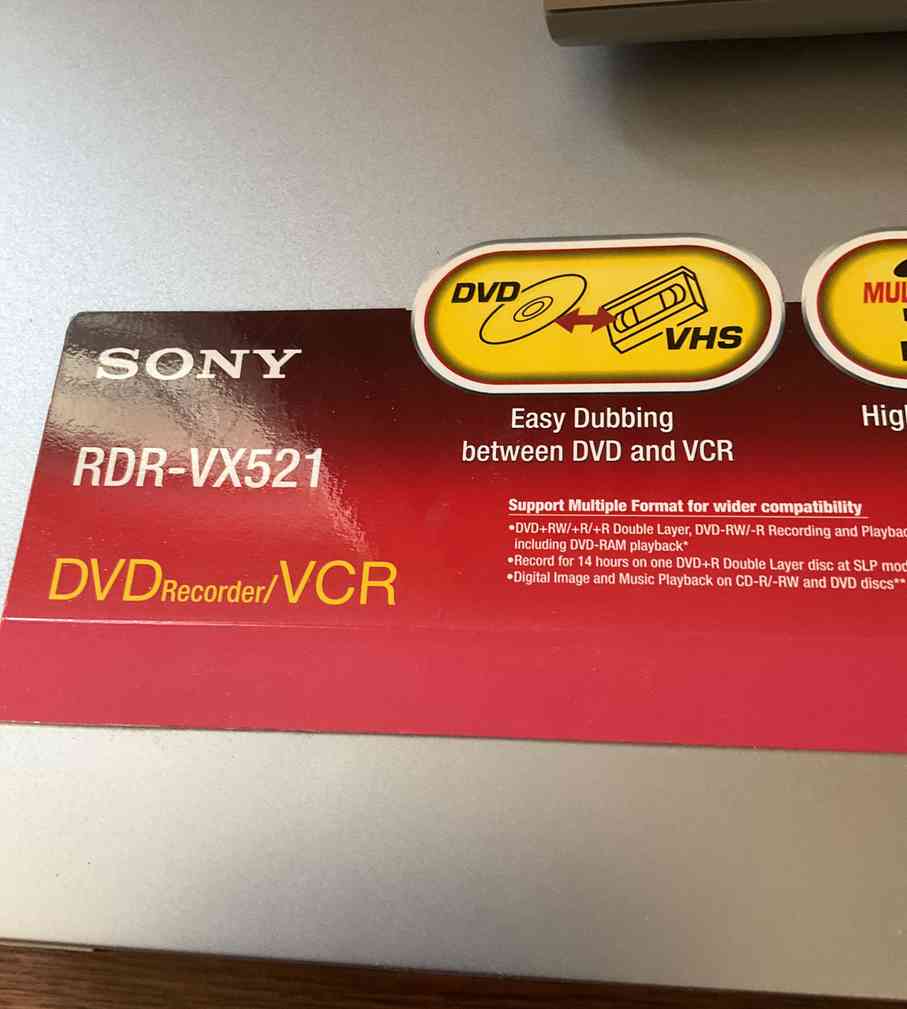 DVD
VHS
SONY
Easy Dubbing
between DVD and VCR
RDR-VX521
Support Multiple Format for wider compatibility
•DVD+RW/+R/+R Double Layer, DVD-RW/-R Recording and
including DVD-RAM playback*
•Record for 14 hours on one DVD+R Double Layer disc at SLP
•Digital Image and Music Playback on CD-R/-RW and DVD discs**
DVD Recorder/VCR